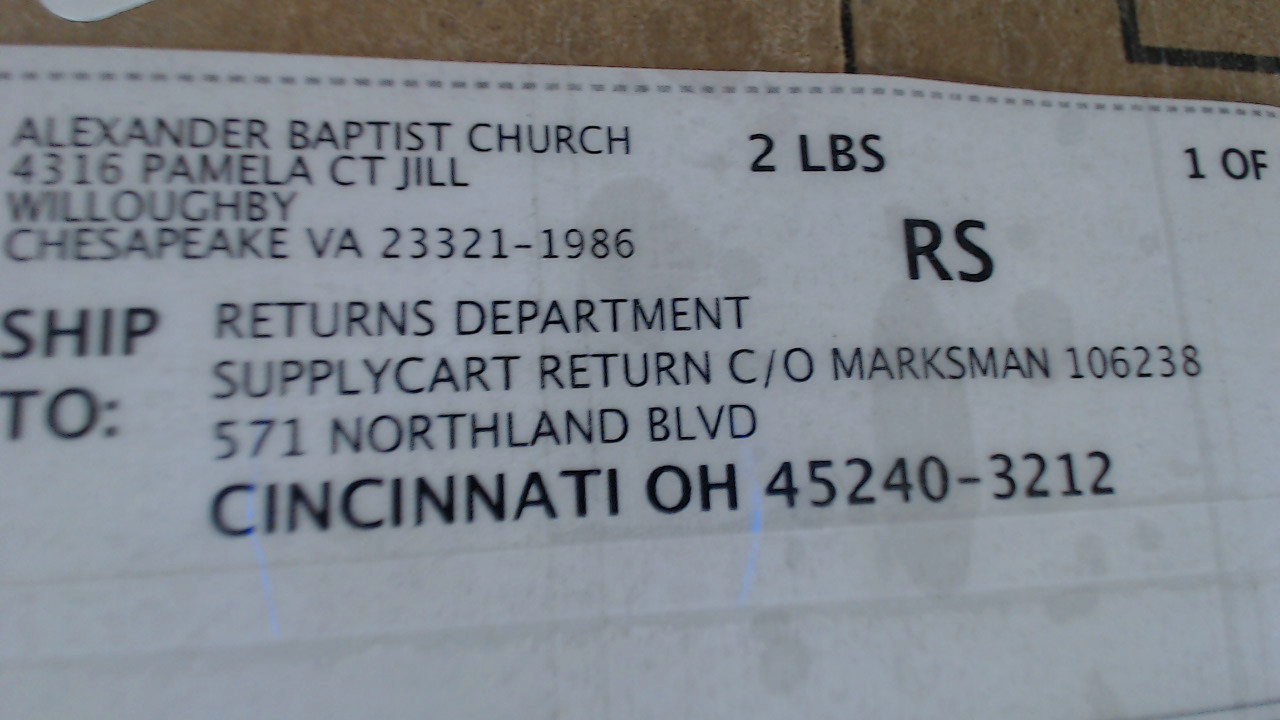 ALEXANDER BAPTIST CHURCH
4316 PAMELA CT JILL
WILLOUGHBY
CHESAPEAKE VA 23321-1986
2 LBS
1 OF
RS
SHIP TO:
RETURNS DEPARTMENT
SUPPLYCART RETURN C/O MARKSMAN 106238
571 NORTHLAND BLVD
CINCINNATI OH 45240-3212